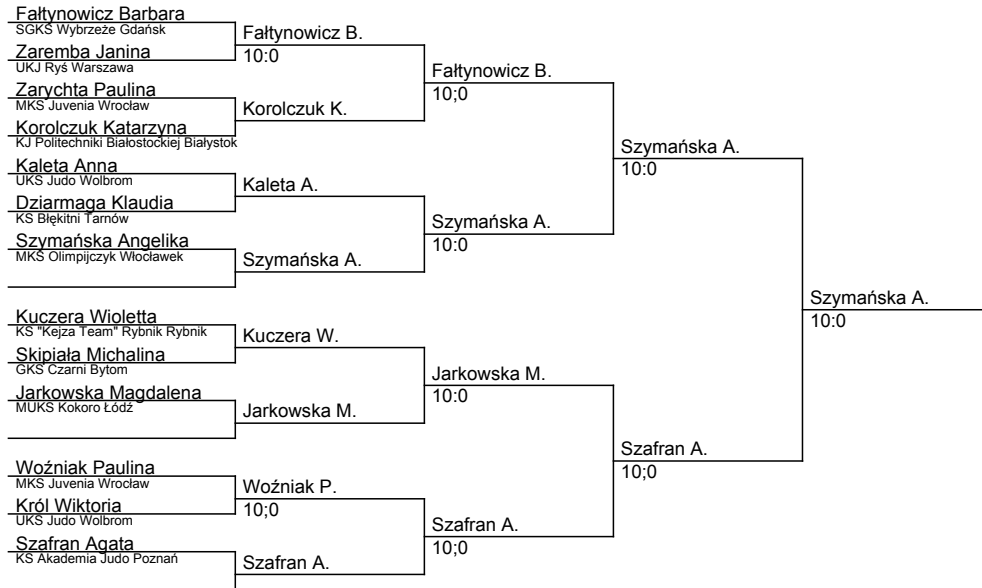 Fałtynowicz Barbara
SGKS Wybrzeże Gdańsk
Zaremba Janina
UKJ Ryś Warszawa
Zarychta Paulina
MKS Juvenia Wrocław
Korolczuk Katarzyna
KJ Politechniki Białostockiej Białystok
Kaleta Anna
UKS Judo Wolbrom
Dziarmaga Klaudia
KS Błękitni Tarnów
Szymańska Angelika
MKS Olimpijczyk Włocławek
Kuczera Wioletta
KS "Kejza Team" Rybnik Rybnik
Skipiała Michalina
GKS Czarni Bytom
Jarkowska Magdalena
MUKS Kokoro Łódź
Woźniak Paulina
MKS Juvenia Wrocław
Król Wiktoria
UKS Judo Wolbrom
Szafran Agata
KS Akademia Judo Poznań
Fałtynowicz B.
10:0
Korolczuk K.
Kaleta A.
Szymańska A.
Kuczera W.
Jarkowska M.
Woźniak P.
10;0
Szafran A.
Fałtynowicz B.
10;0
Szymańska A.
10:0
Jarkowska M.
10:0
Szafran A.
10;0
Szymańska A.
10:0
Szafran A.
10;0
Szymańska A.
10:0